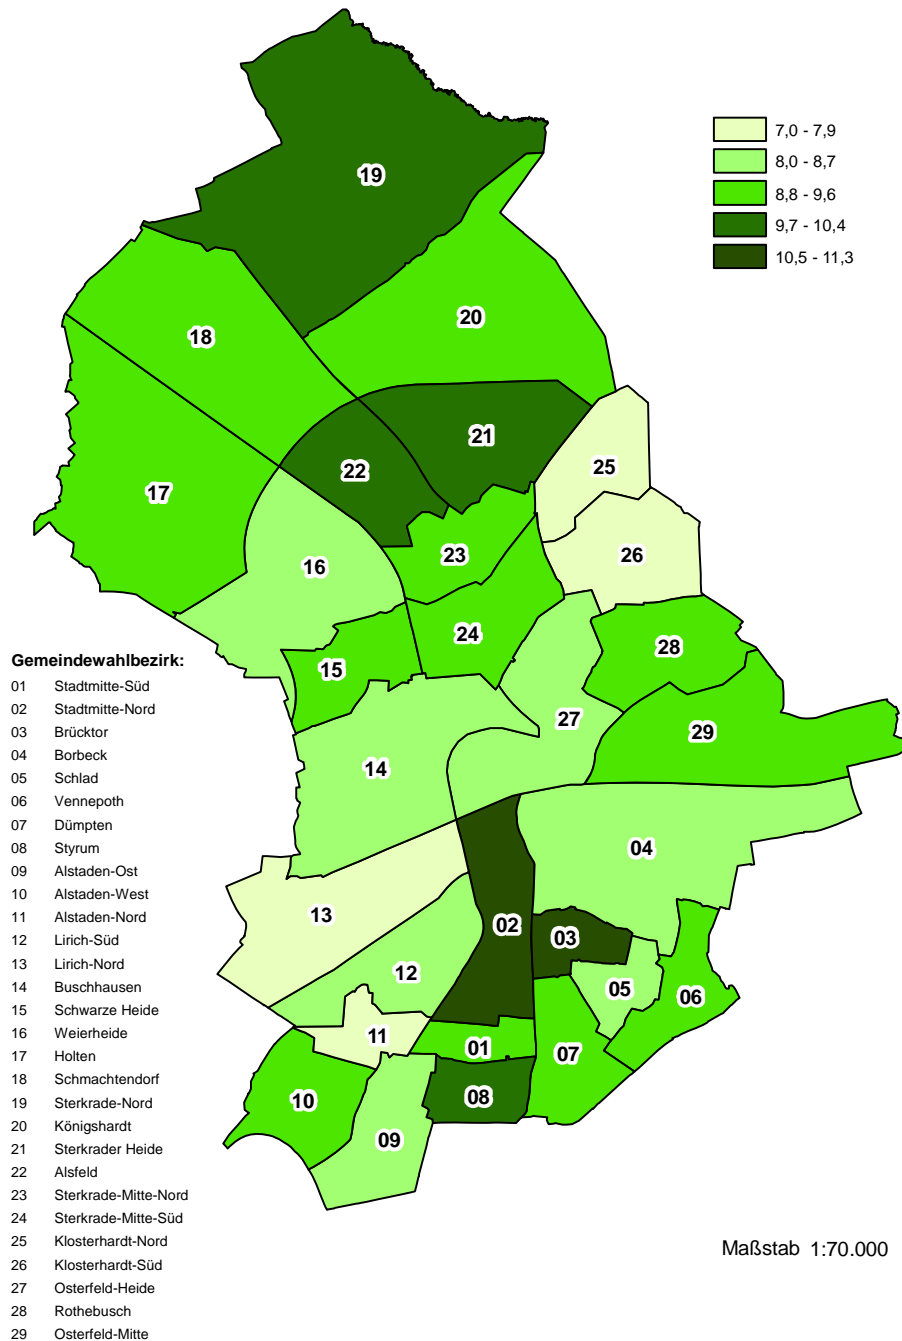 19
7,0 - 7,9
8,0 - 8,7
8,8 - 9,6
9,7 - 10,4
10,5 - 11,3
20
18
21
22
25
17
23
26
16
24
28
15
27
29
14
04
13
02
03
12
05
06
11
01
07
10
08
09
Gemeindewahlbezirk:
01 Stadtmitte-Süd
02 Stadtmitte-Nord
03 Brücktor
04 Borbeck
05 Schlad
06 Vennepoth
07 Dümpten
08 Styrum
09 Alstaden-Ost
10 Alstaden-West
11 Alstaden-Nord
12 Lirich-Süd
13 Lirich-Nord
14 Buschhausen
15 Schwarze Heide
16 Weierheide
17 Holten
18 Schmachtendorf
19 Sterkrade-Nord
20 Königshardt
21 Sterkrader Heide
22 Alsfeld
23 Sterkrade-Mitte-Nord
24 Sterkrade-Mitte-Süd
25 Klosterhardt-Nord
26 Klosterhardt-Süd
27 Osterfeld-Heide
28 Rothebusch
29 Osterfeld-Mitte
Maßstab 1:70.000